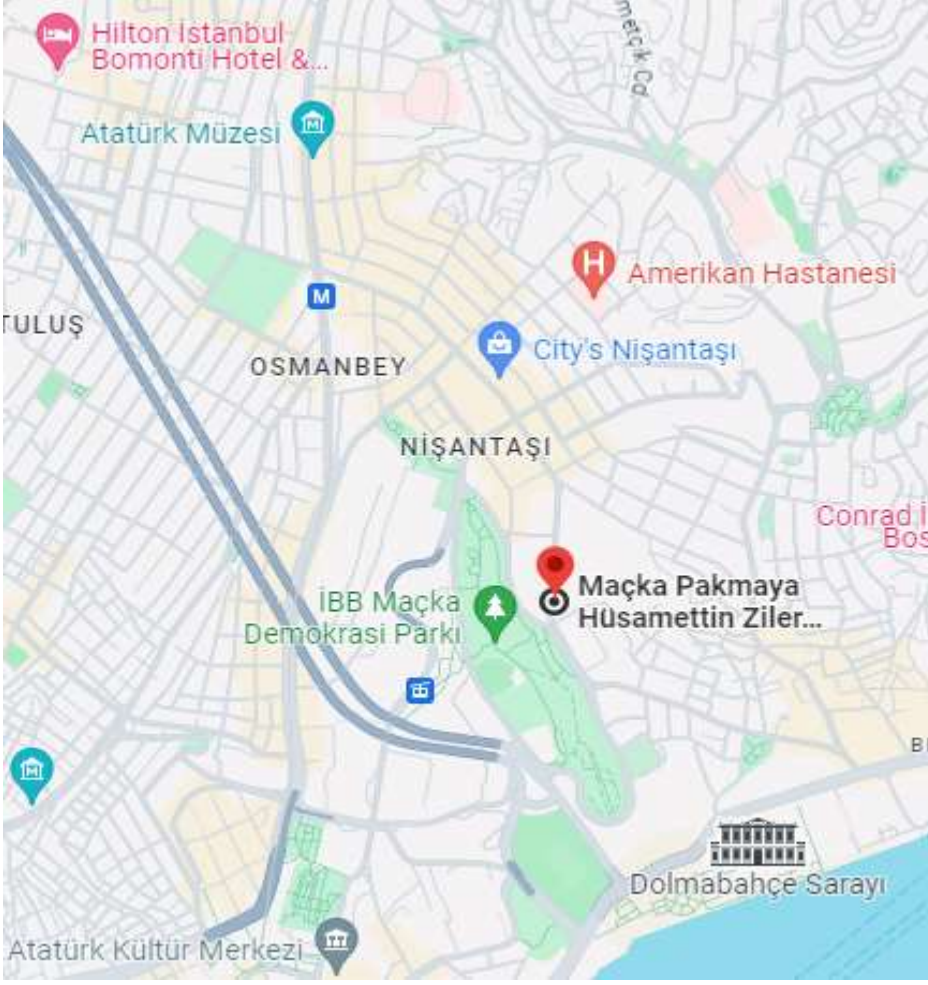 Hilton İstanbul
Bomonti Hotel &...
Atatürk Müzesi
Amerikan Hastanesi
M
TULUŞ
City's Nişantaşı
OSMANBEY
NİŞANTAŞI
Conrad İ
Bos
Maçka Pakmaya
Hüsamettin Ziler...
İBB Maçka
Demokrasi Parkı
B
Dolmabahçe Sarayı
Atatürk Kültür Merkezi